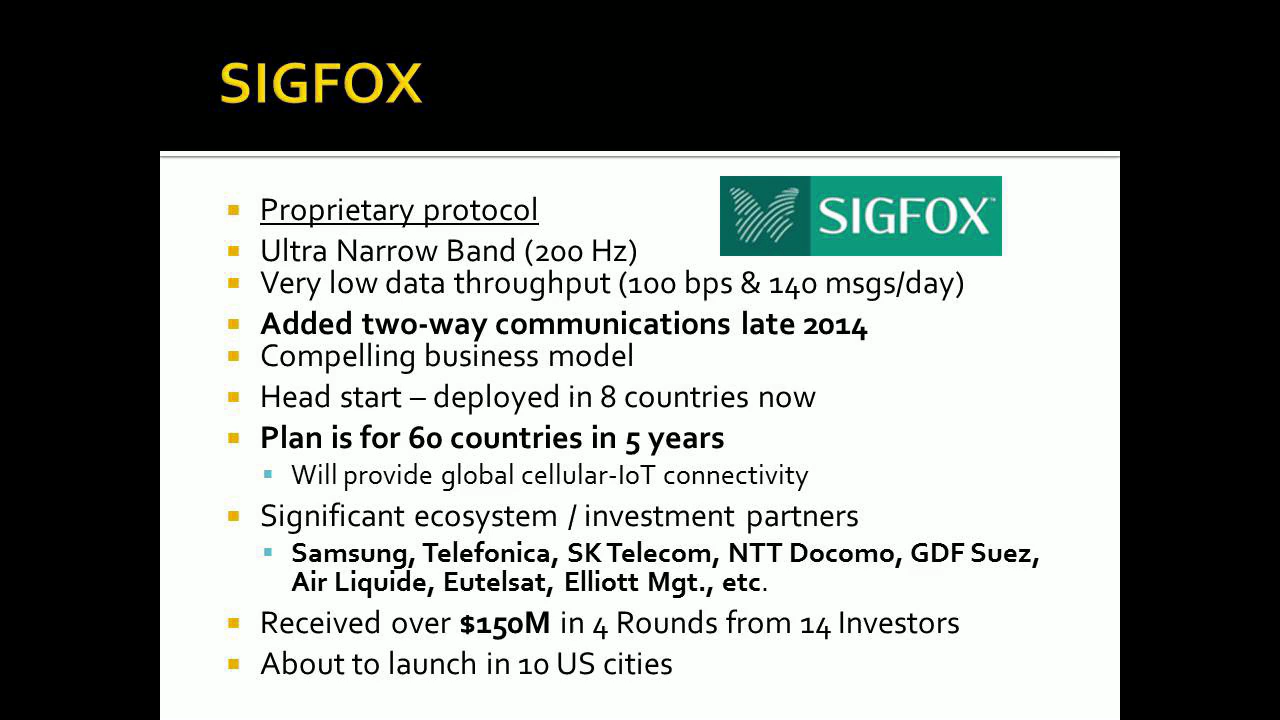 SIGFOX
SIGFOX™
Proprietary protocol
Ultra Narrow Band (200 Hz)
Very low data throughput (100 bps & 140 msgs/day)
Added two-way communications late 2014
Compelling business model
Head start – deployed in 8 countries now
Plan is for 60 countries in 5 years
Will provide global cellular-IoT connectivity
Significant ecosystem / investment partners
Samsung, Telefonica, SK Telecom, NTT Docomo, GDF Suez,
Air Liquide, Eutelsat, Elliott Mgt., etc.
Received over $150M in 4 Rounds from 14 Investors
About to launch in 10 US cities